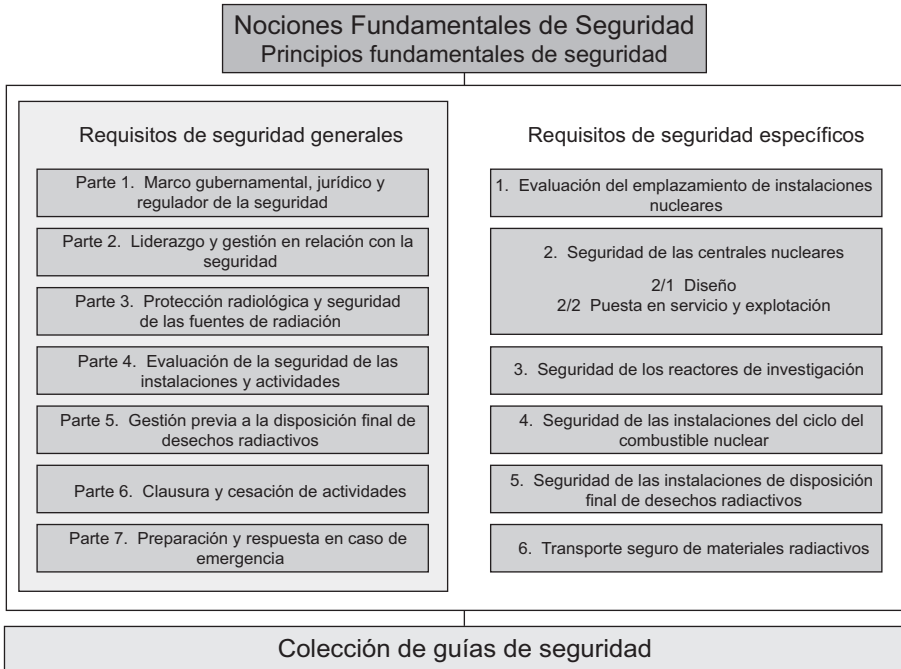 Nociones Fundamentales de Seguridad
Principios fundamentales de seguridad
Requisitos de seguridad generales
Parte 1. Marco gubernamental, jurídico y
regulador de la seguridad
Parte 2. Liderazgo y gestión en relación con la
seguridad
Parte 3. Protección radiológica y seguridad
de las fuentes de radiación
Parte 4. Evaluación de la seguridad de las
instalaciones y actividades
Parte 5. Gestión previa a la disposición final de
desechos radiactivos
Parte 6. Clausura y cesación de actividades
Parte 7. Preparación y respuesta en caso de
emergencia
Requisitos de seguridad específicos
1. Evaluación del emplazamiento de instalaciones
nucleares
2. Seguridad de las centrales nucleares
2/1 Diseño
2/2 Puesta en servicio y explotación
3. Seguridad de los reactores de investigación
4. Seguridad de las instalaciones del ciclo del
combustible nuclear
5. Seguridad de las instalaciones de disposición
final de desechos radiactivos
6. Transporte seguro de materiales radiactivos
Colección de guías de seguridad